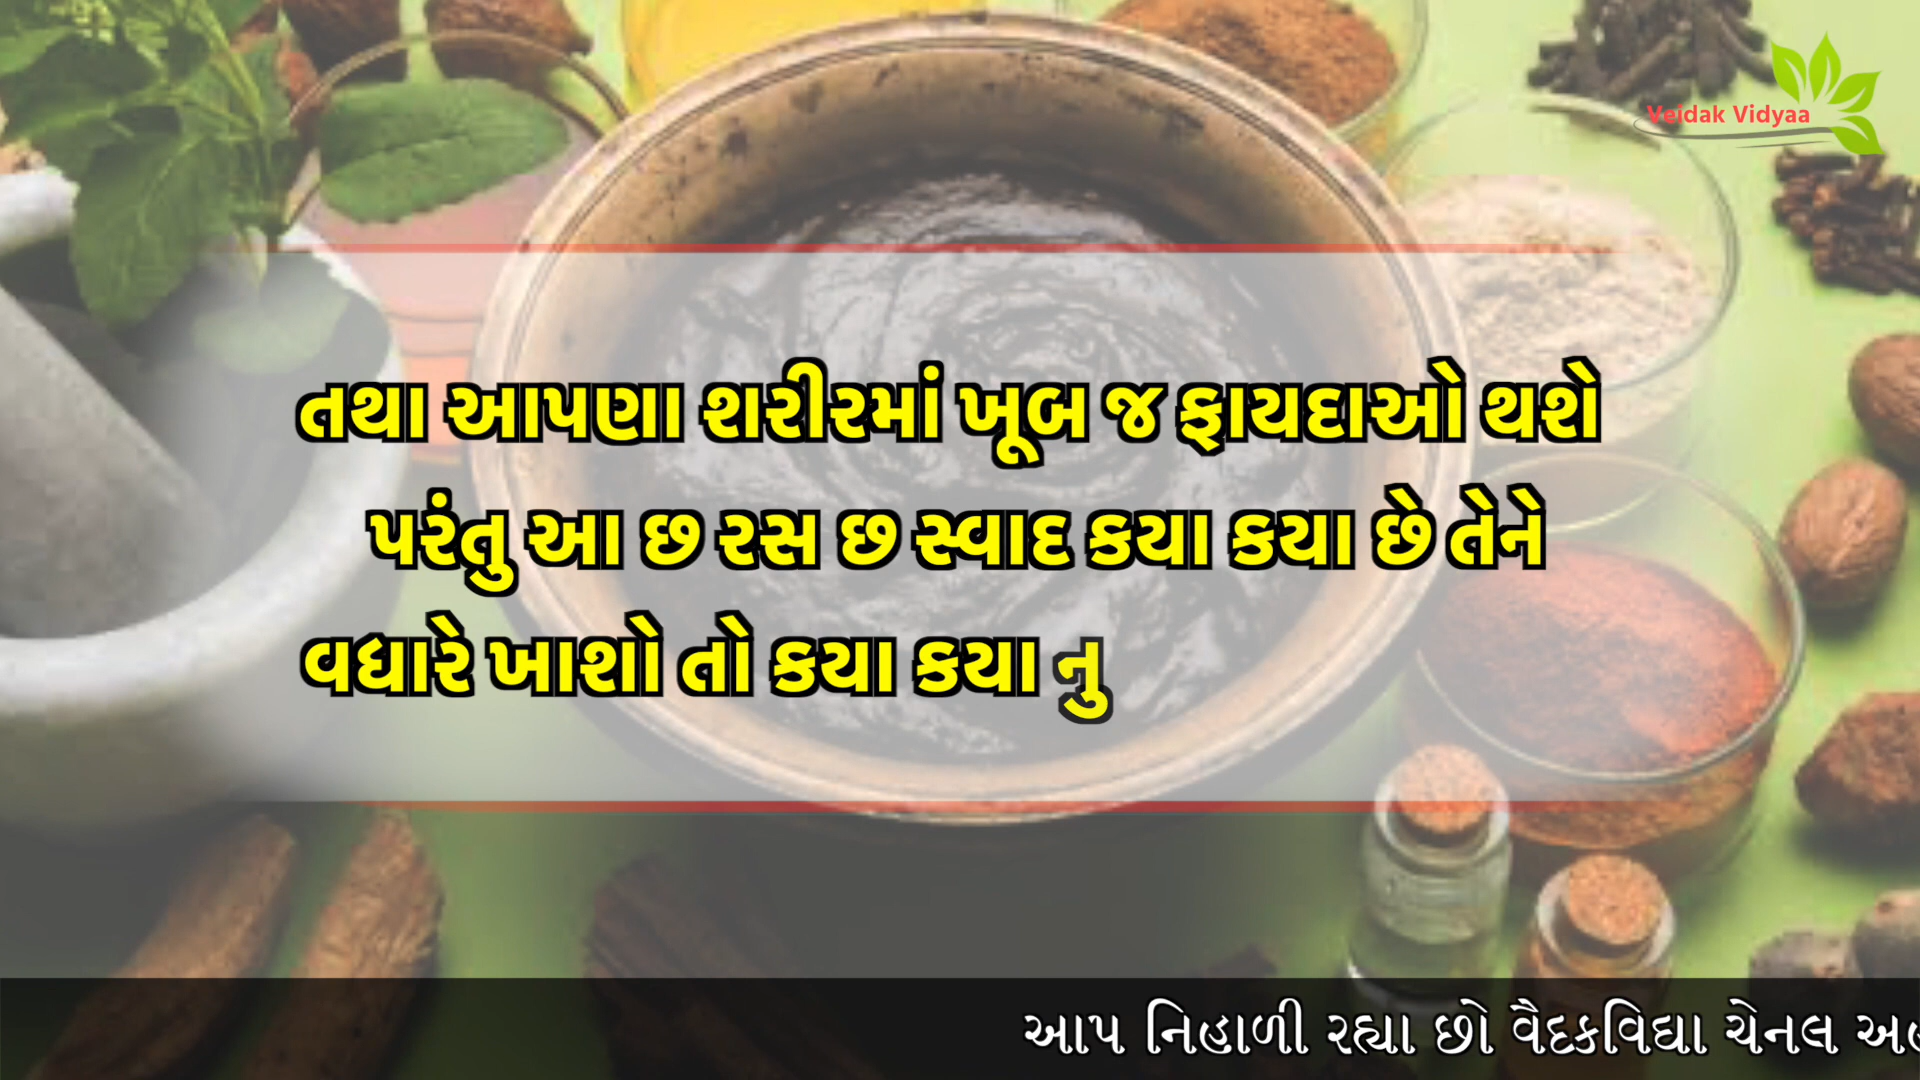 Veidak Vidyaa
તથા આપણા શરીરમાં ખૂબ જ ફાયદાઓ થશે
પરંતુ આ છ રસ છ સ્વાદ કયા કયા છે તેને
વધારે ખાશો તો કયા કયા નુ
આપ નિહાળી રહ્યા છો વૈદકવિદ્યા ચેનલ